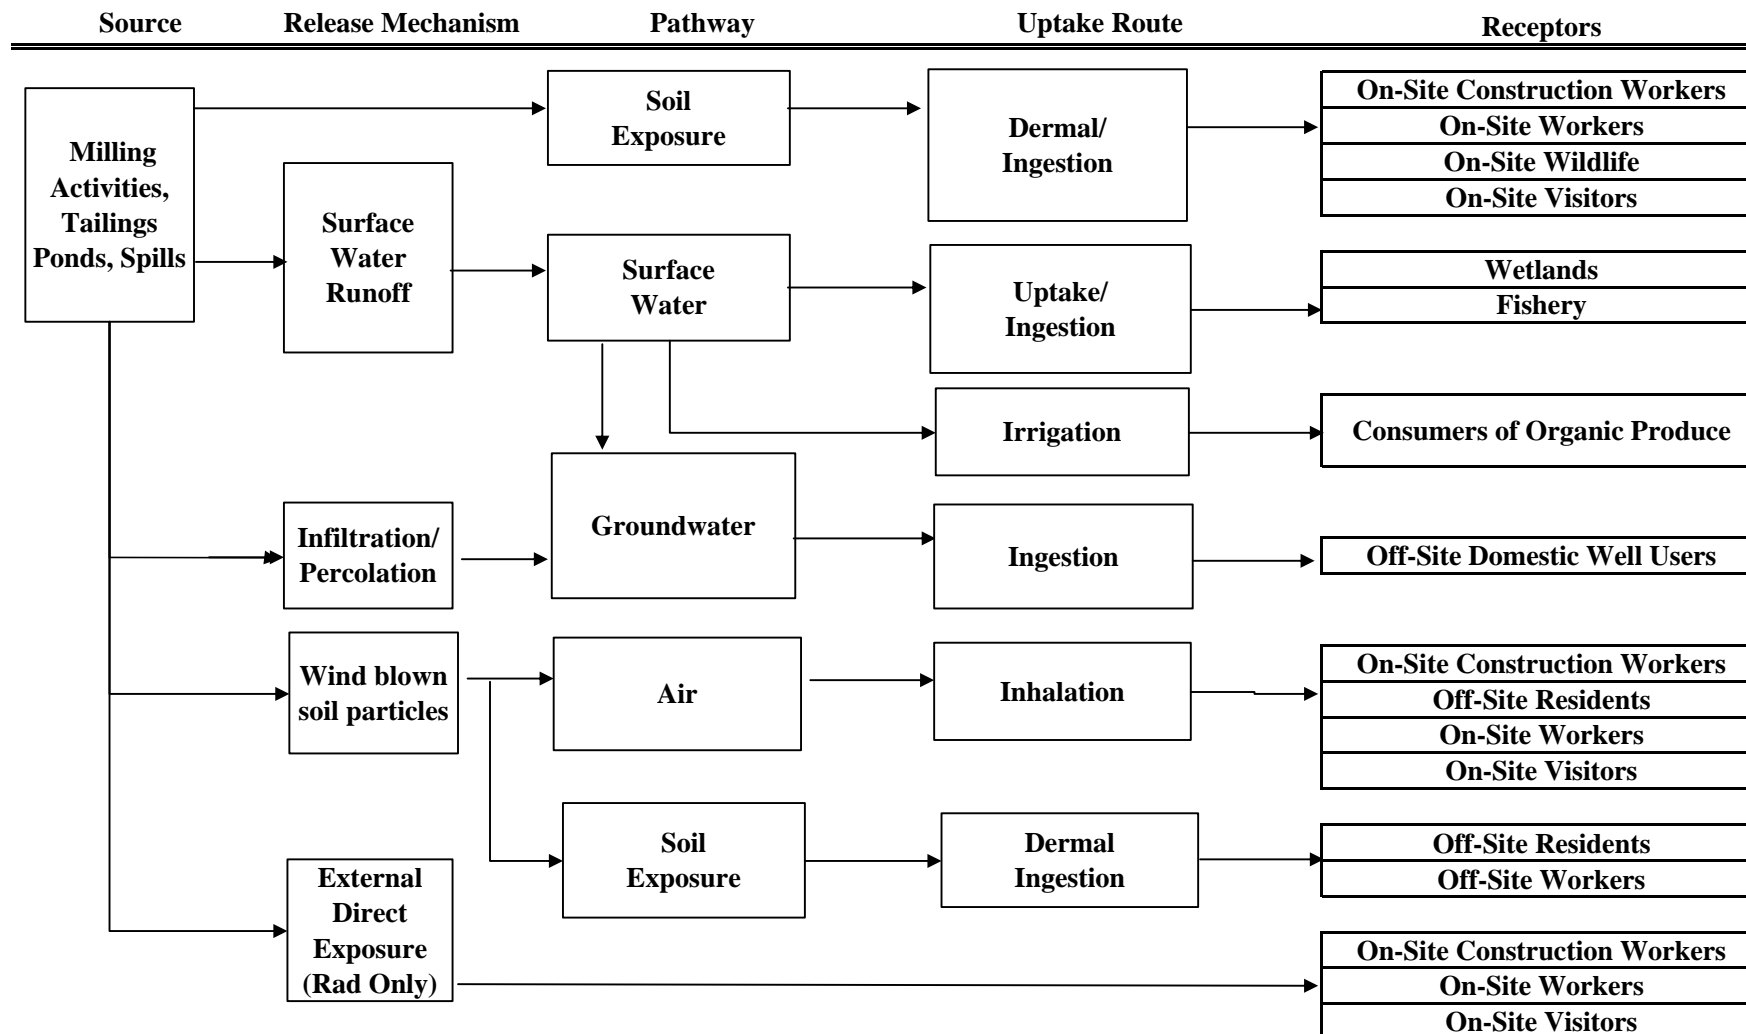 Source
Release Mechanism
Pathway
Uptake Route
Receptors
Milling
Activities,
Tailings
Ponds, Spills
Soil
Exposure
Dermal/
Ingestion
On-Site Construction Workers
On-Site Workers
On-Site Wildlife
On-Site Visitors
Surface
Water
Runoff
Surface
Water
Uptake/
Ingestion
Wetlands
Fishery
Irrigation
Consumers of Organic Produce
Infiltration/
Percolation
Groundwater
Ingestion
Off-Site Domestic Well Users
Wind blown
soil particles
Air
Inhalation
On-Site Construction Workers
Off-Site Residents
On-Site Workers
On-Site Visitors
Soil
Exposure
Dermal
Ingestion
Off-Site Residents
Off-Site Workers
External
Direct
Exposure
(Rad Only)
On-Site Construction Workers
On-Site Workers
On-Site Visitors